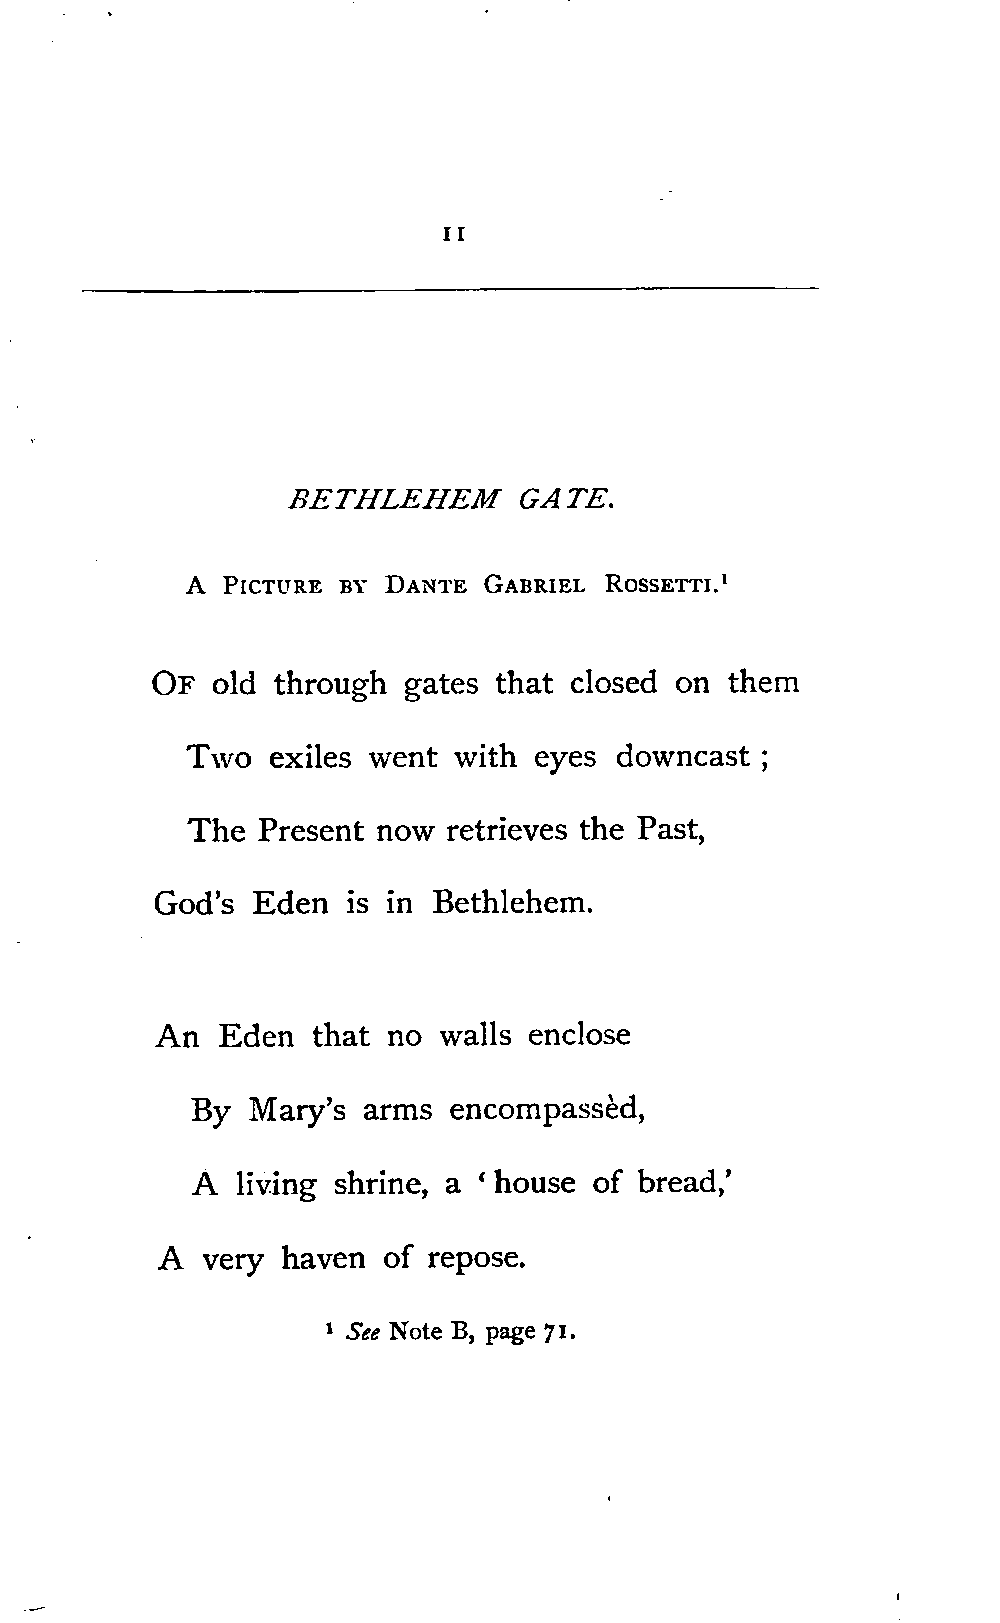 11
BETHLEHEM GATE.
A PICTURE BY DANTE GABRIEL ROSSETTI.¹
OF old through gates that closed on them
Two exiles went with eyes downcast ;
The Present now retrieves the Past,
God's Eden is in Bethlehem.
An Eden that no walls enclose
By Mary's arms encompassèd,
A living shrine, a ‘house of bread,’
A very haven of repose.
¹ See Note B, page 71.